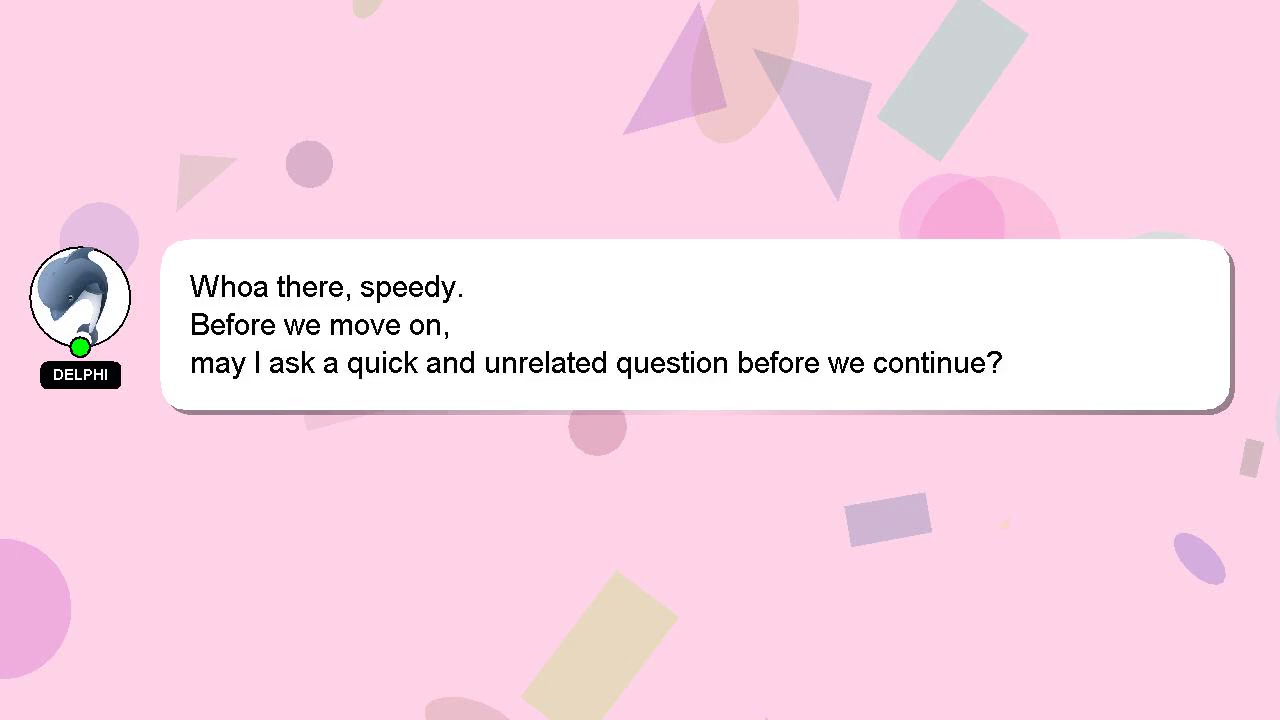 Whoa there, speedy.
Before we move on,
may I ask a quick and unrelated question before we continue?
DELPHI